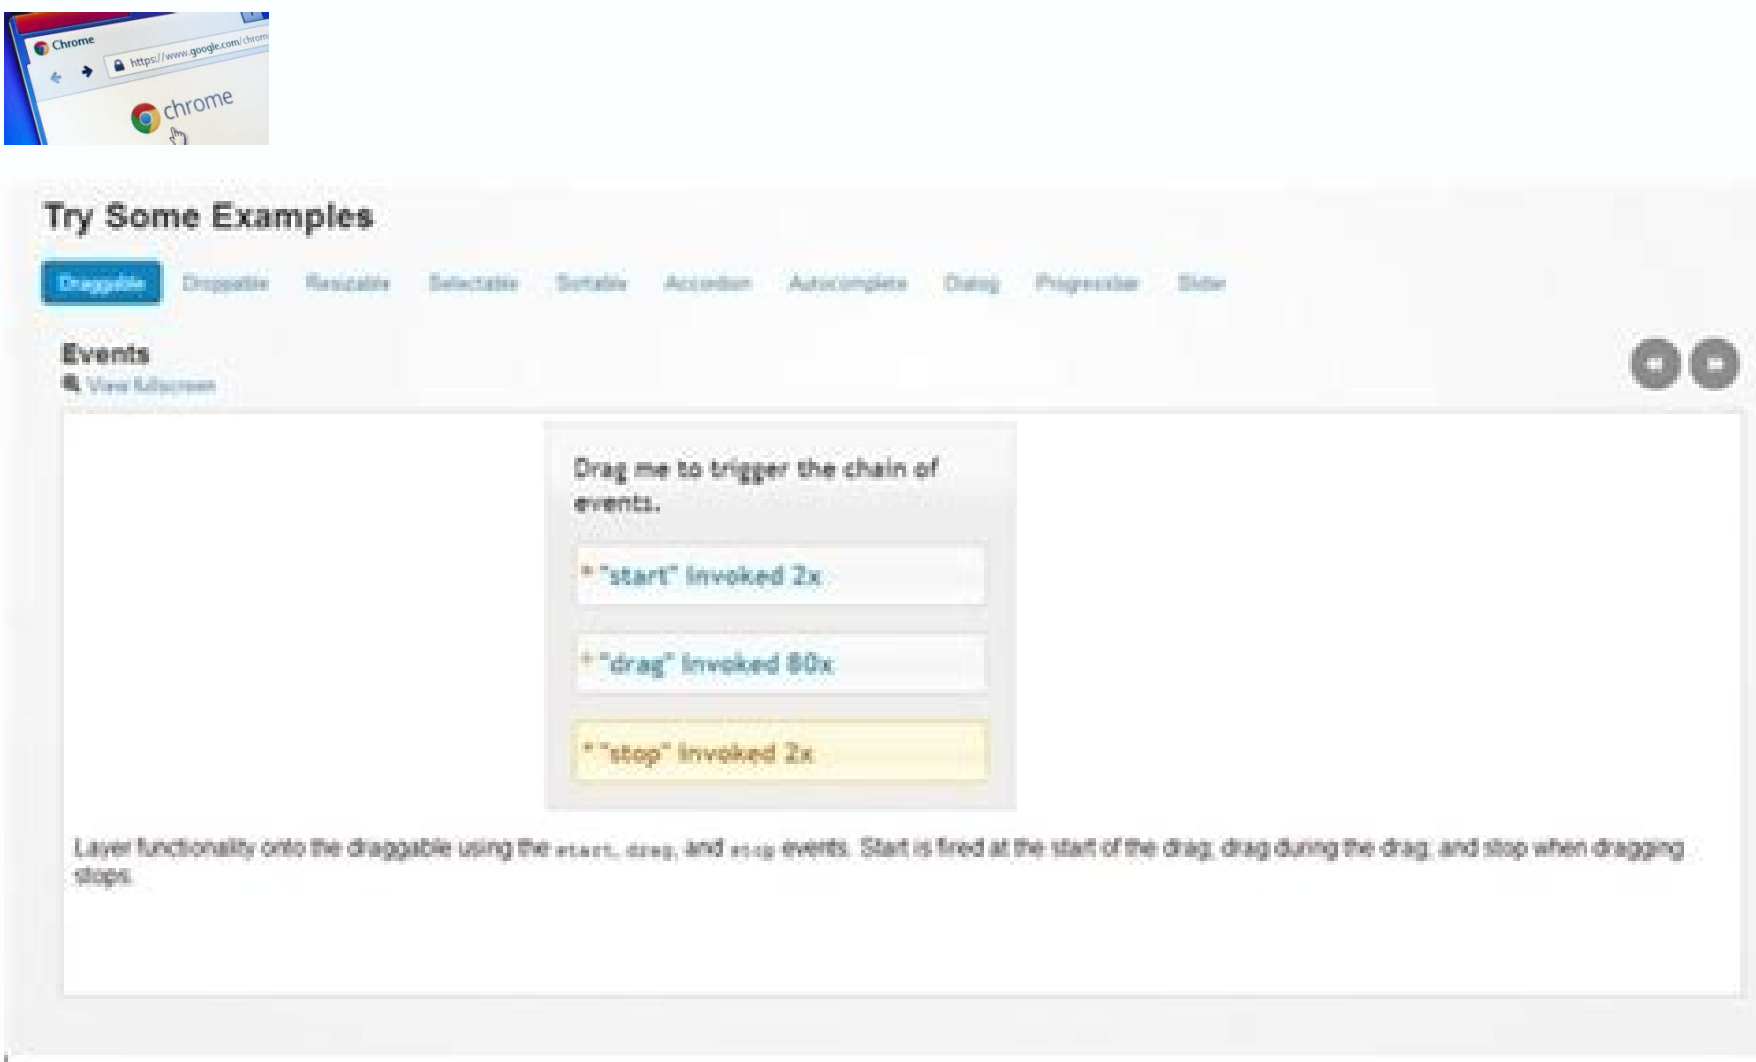 Chrome
https://www.google.com/chrom
chrome
Try Some Examples
Draggable Droppable Resizable Selectable Sortable Accordion Autocomplete Dialog Progressbar Slider
Events
View fullscreen
Drag me to trigger the chain of
events.
* "start" invoked 2x
* "drag" invoked 80x
* "stop" invoked 2x
Layer functionality onto the draggable using the start, drag, and stop events. Start is fired at the start of the drag; drag during the drag; and stop when dragging
stops.